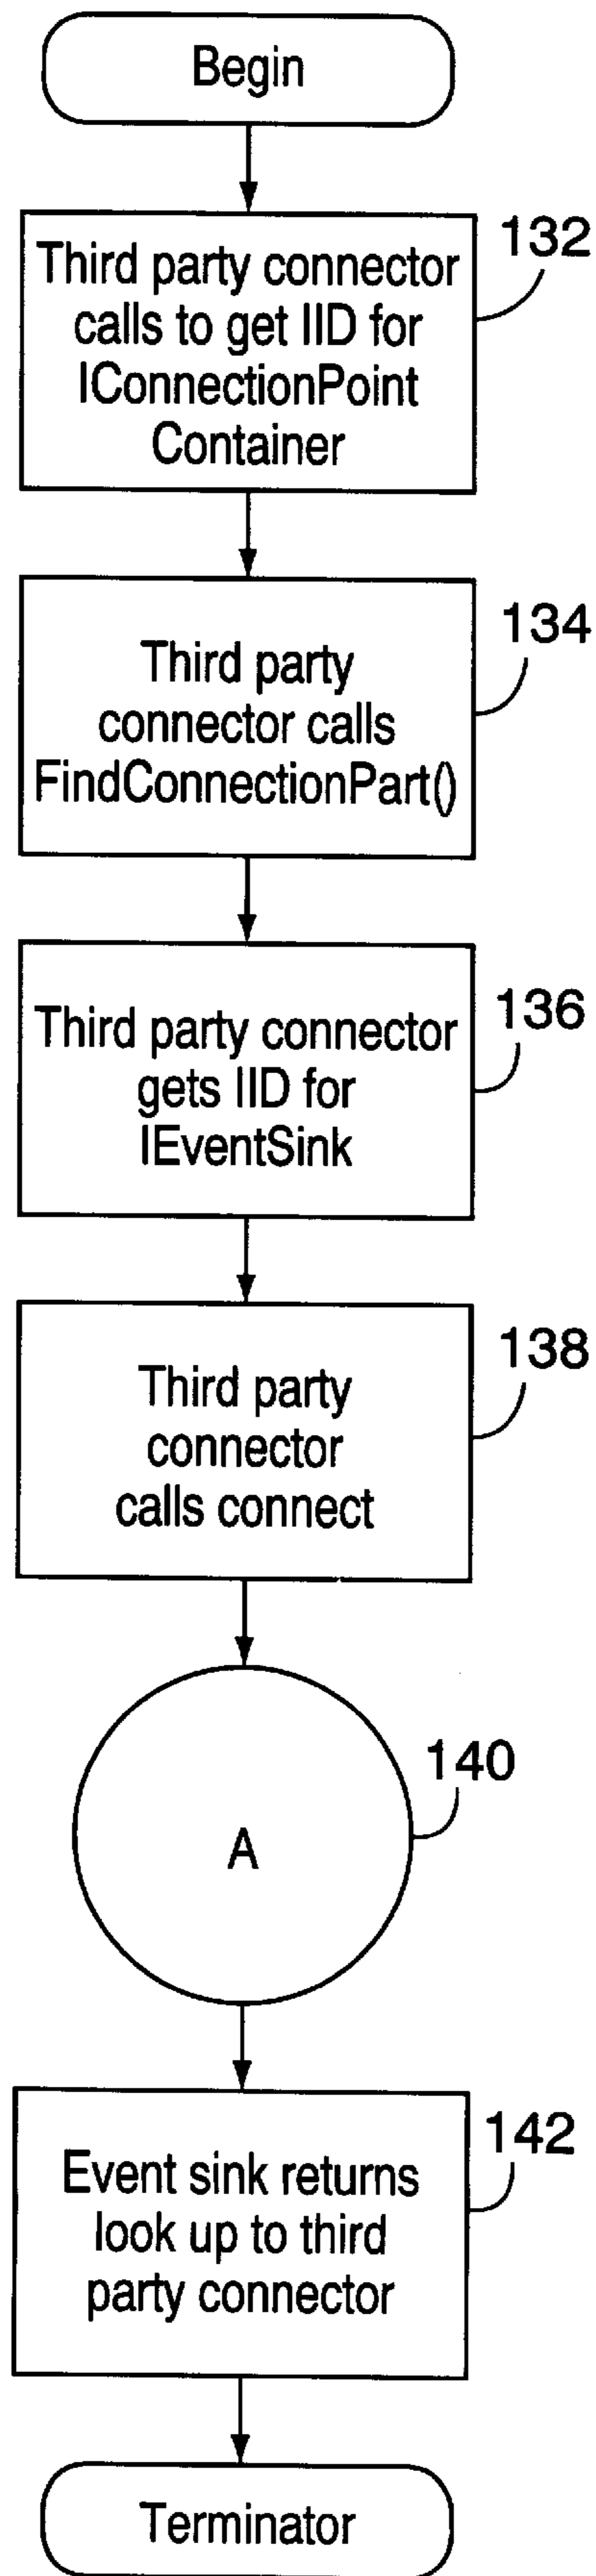 Begin
132
Third party connector
calls to get IID for
IConnectionPoint
Container
134
Third party
connector calls
FindConnectionPart()
136
Third party connector
gets IID for
IEventSink
138
Third party
connector
calls connect
140
A
142
Event sink returns
look up to third
party connector
Terminator